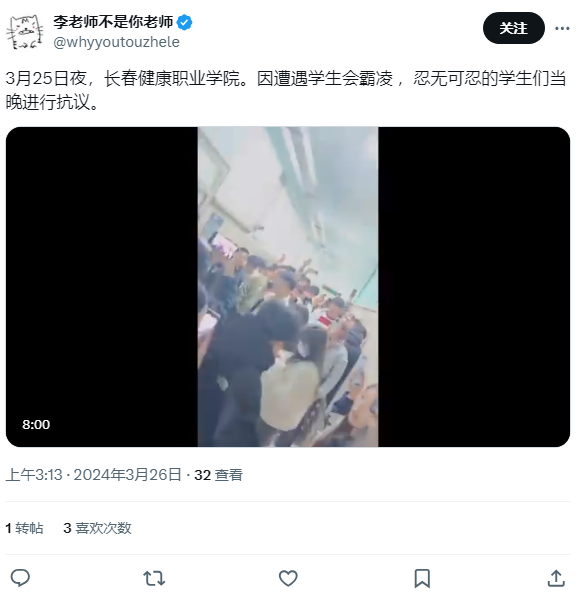 李老师不是你老师
@whyyoutouzhele
关注
3月25日夜，长春健康职业学院。因遭遇学生会霸凌 ，忍无可忍的学生们当
晚进行抗议。
8:00
上午3:13 · 2024年3月26日 · 32 查看
1 转帖 3 喜欢次数